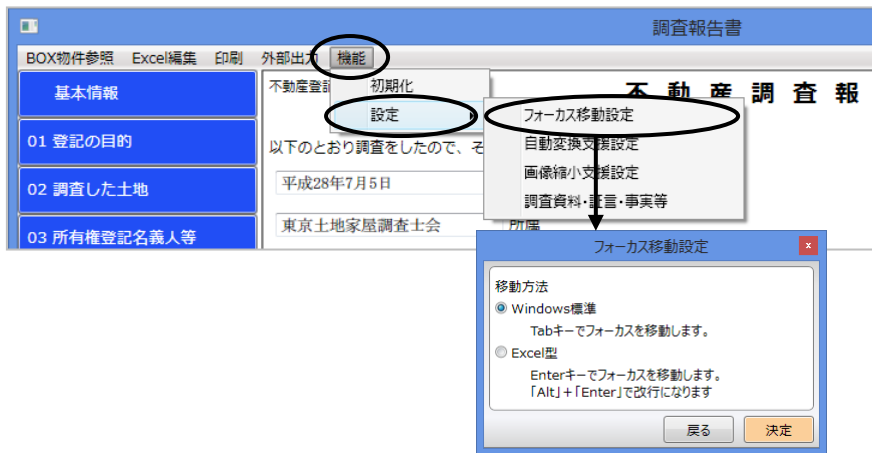 調査報告書
BOX物件参照 Excel編集 印刷 外部出力 機能
基本情報
01 登記の目的
02 調査した土地
03 所有権登記名義人等
不動産登記
不動産調査報
以下のとおり調査をしたので、そ
平成28年7月5日
東京土地家屋調査士会
所属
初期化
設定
フォーカス移動設定
自動変換支援設定
画像縮小支援設定
調査資料・証言・事実等
フォーカス移動設定
x
移動方法
Windows標準
Tabキーでフォーカスを移動します。
Excel型
Enterキーでフォーカスを移動します。
「Alt」+「Enter」で改行になります
戻る 決定